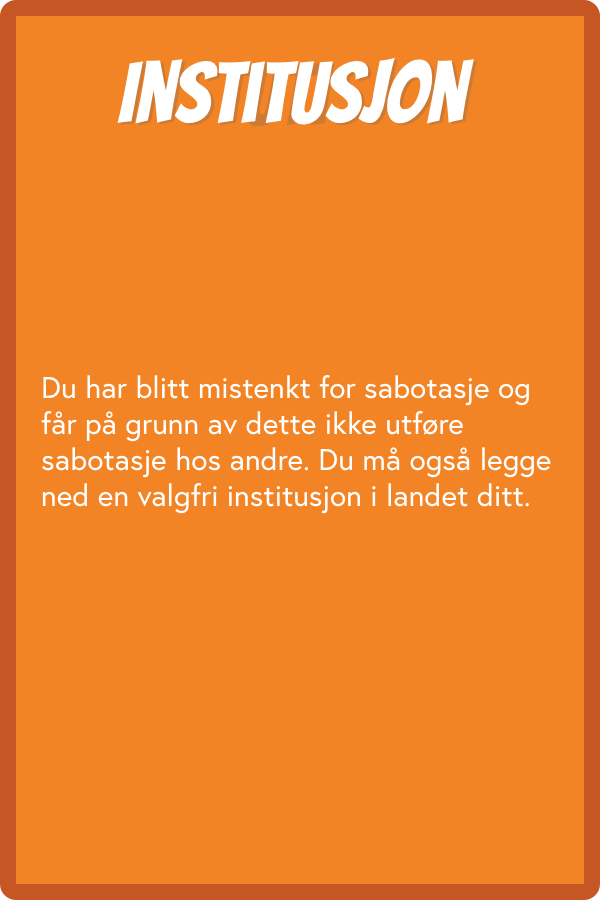 INSTITUSJON
Du har blitt mistenkt for sabotasje og
får på grunn av dette ikke utføre
sabotasje hos andre. Du må også legge
ned en valgfri institusjon i landet ditt.